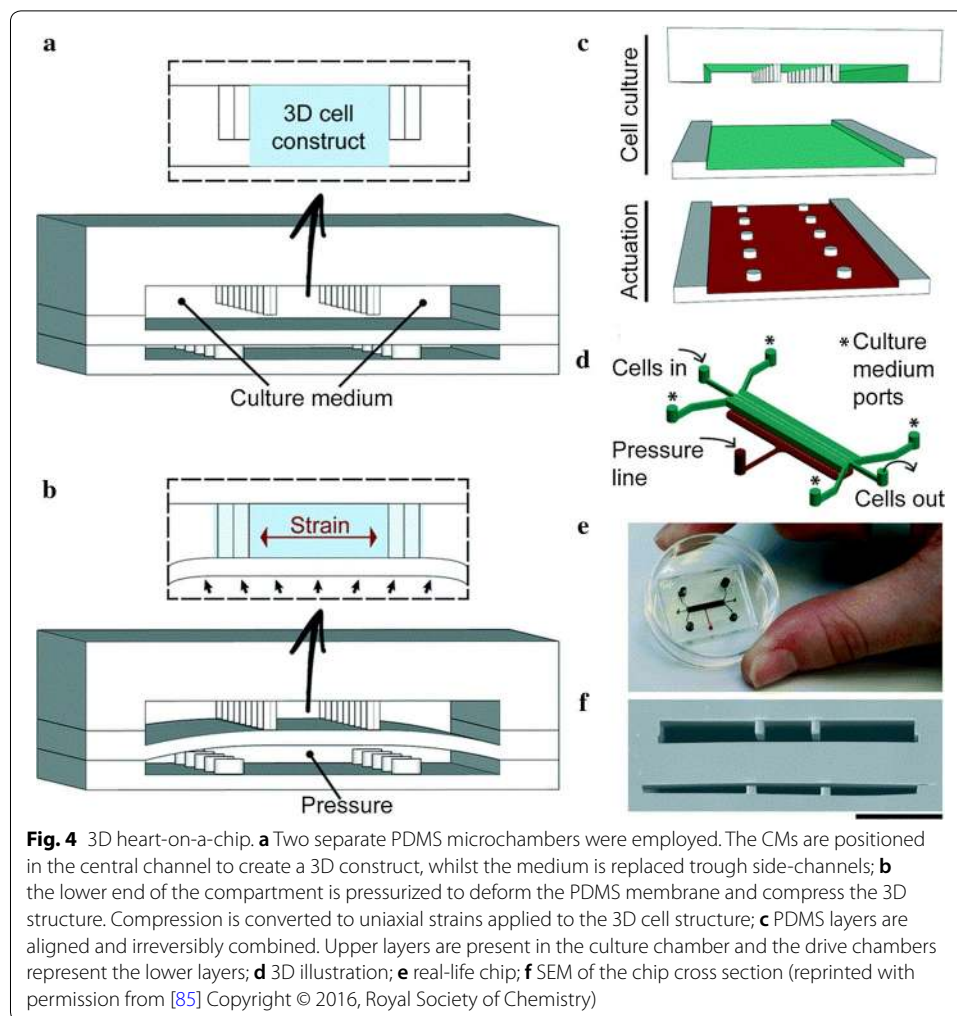 a
3D cell
construct
Culture medium
b
Strain
Pressure
c
Cell culture
Actuation
d
Cells in
*Culture
medium
ports
*
*
*
*
Pressure
line
Cells out
e
f
Fig. 4 3D heart-on-a-chip. a Two separate PDMS microchambers were employed. The CMs are positioned
in the central channel to create a 3D construct, whilst the medium is replaced trough side-channels; b
the lower end of the compartment is pressurized to deform the PDMS membrane and compress the 3D
structure. Compression is converted to uniaxial strains applied to the 3D cell structure; c PDMS layers are
aligned and irreversibly combined. Upper layers are present in the culture chamber and the drive chambers
represent the lower layers; d 3D illustration; e real-life chip; f SEM of the chip cross section (reprinted with
permission from [85] Copyright © 2016, Royal Society of Chemistry)